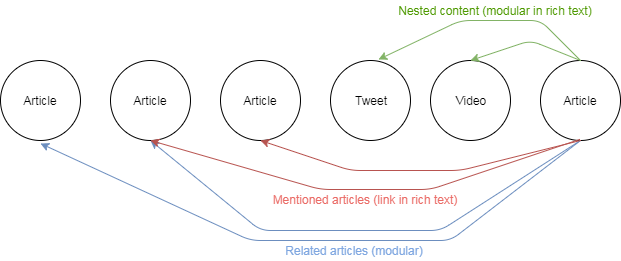 Nested content (modular in rich text)
Article
Article
Article
Tweet
Video
Article
Mentioned articles (link in rich text)
Related articles (modular)